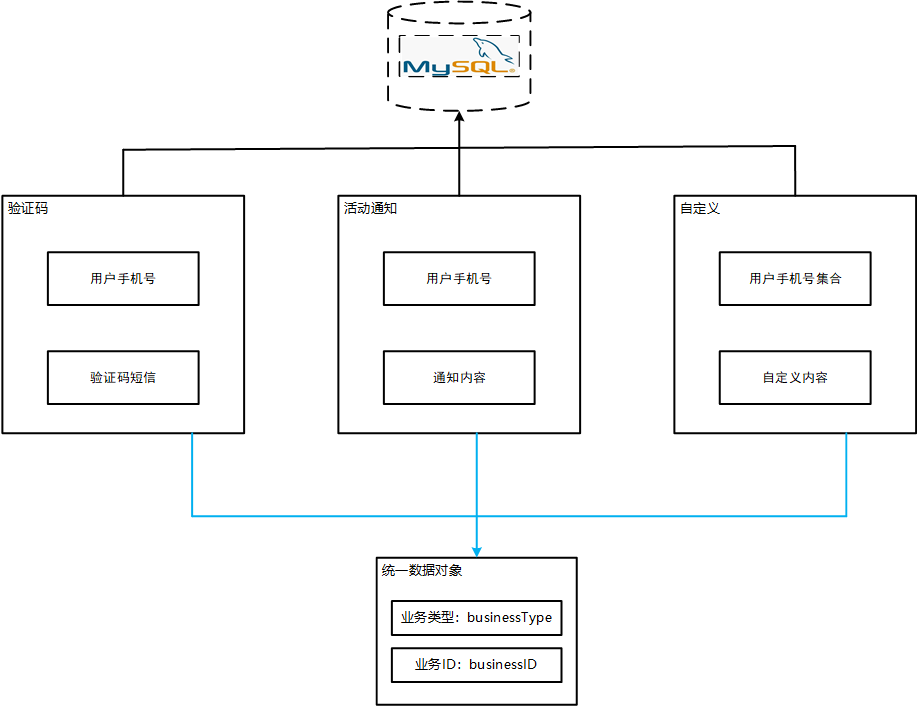 MySQL®
验证码
用户手机号
验证码短信
活动通知
用户手机号
通知内容
自定义
用户手机号集合
自定义内容
统一数据对象
业务类型：businessType
业务ID：businessID